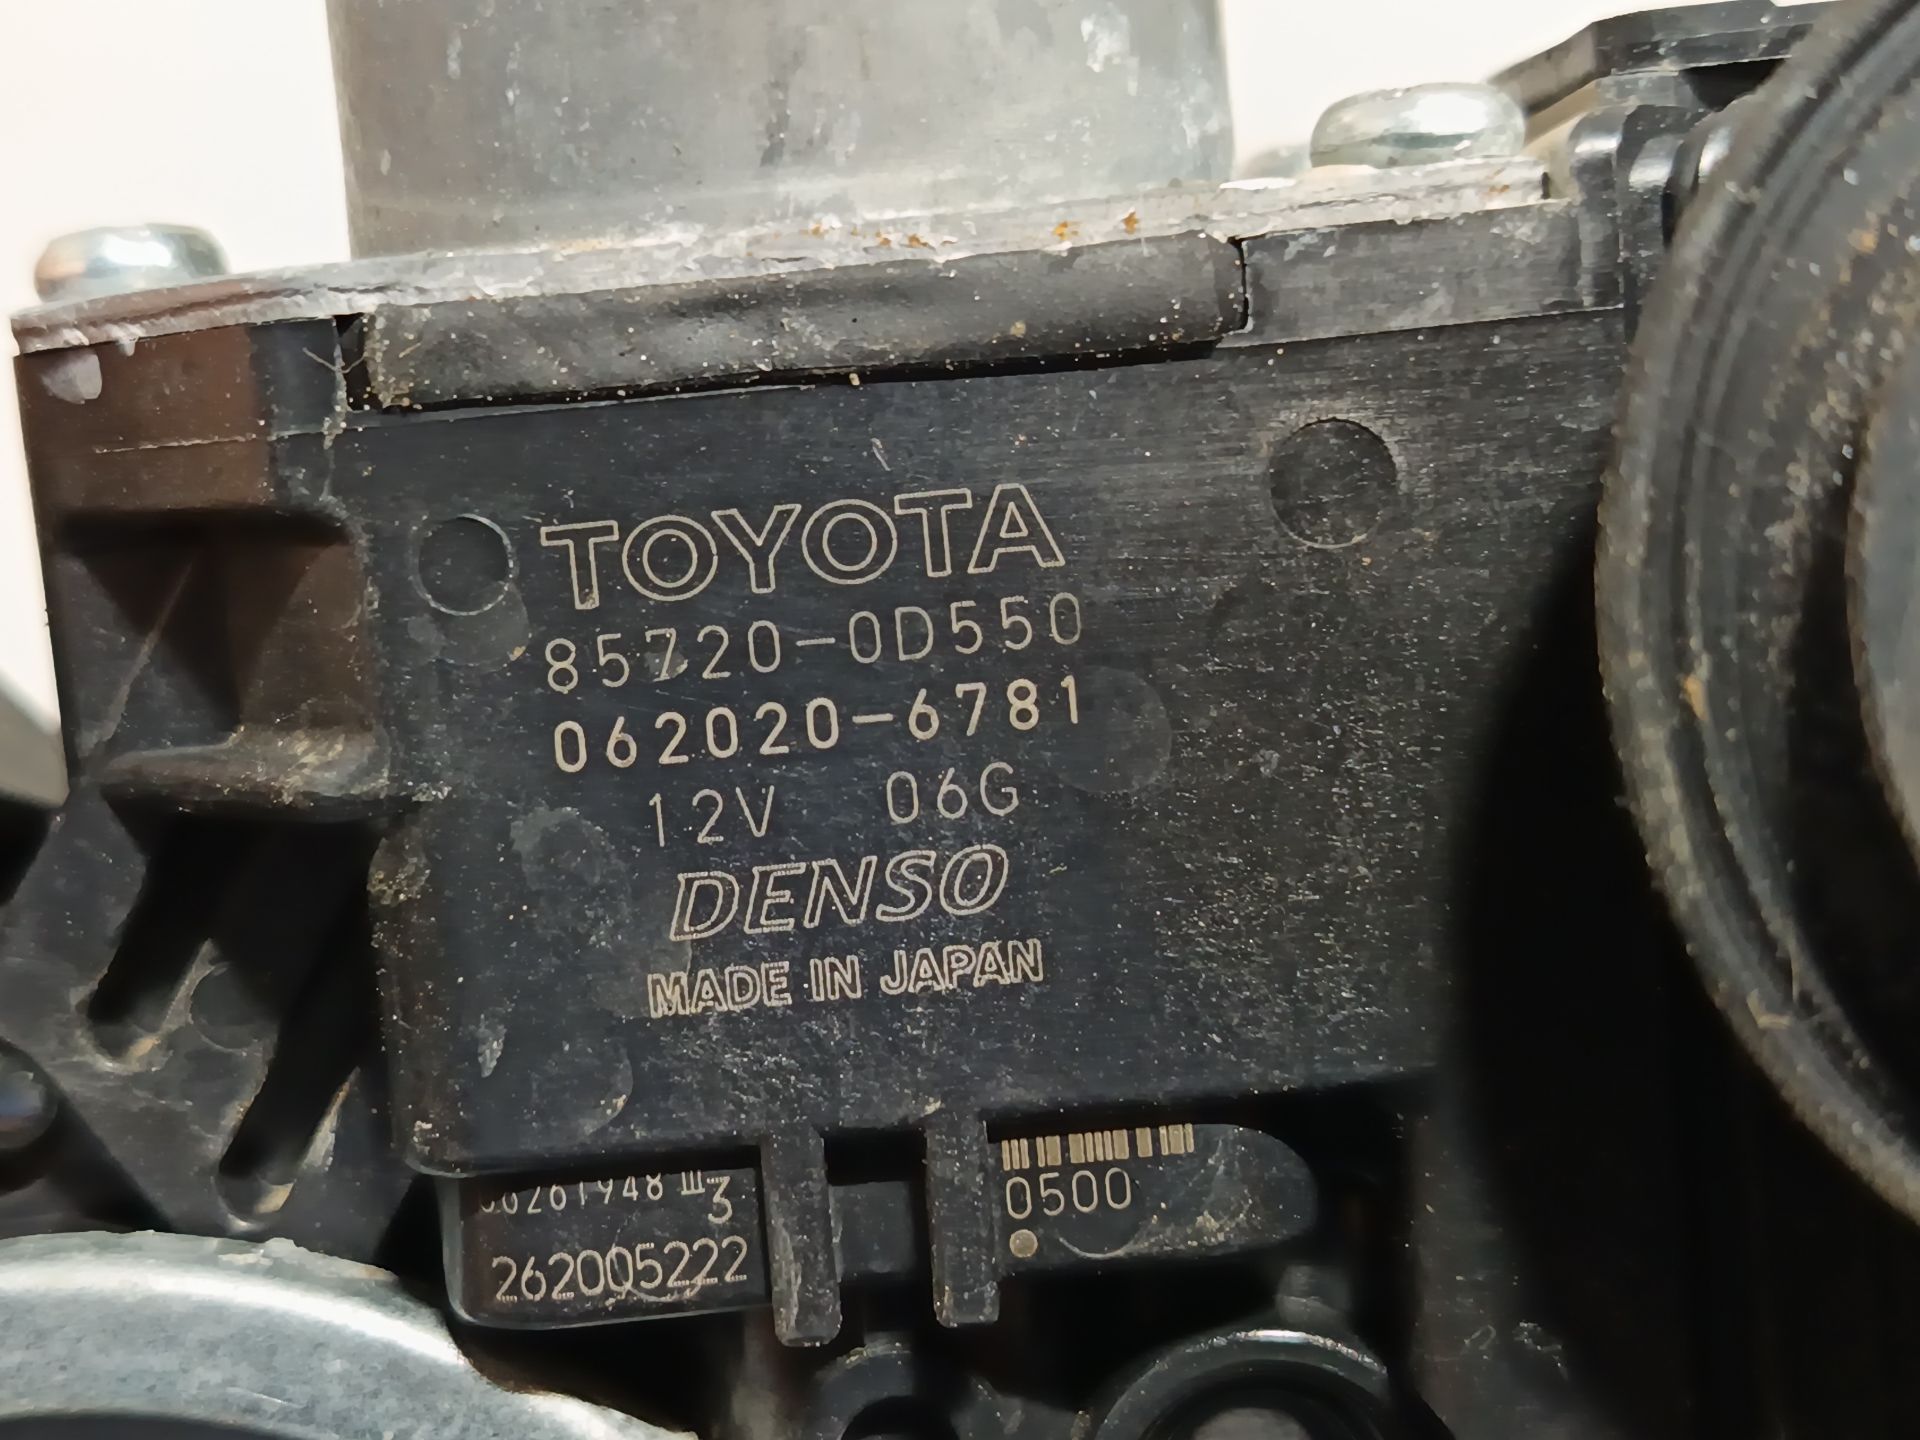 TOYOTA
85720-0D550
062020-6781
12V 06G
DENSO
MADE IN JAPAN
3
262005222
0500